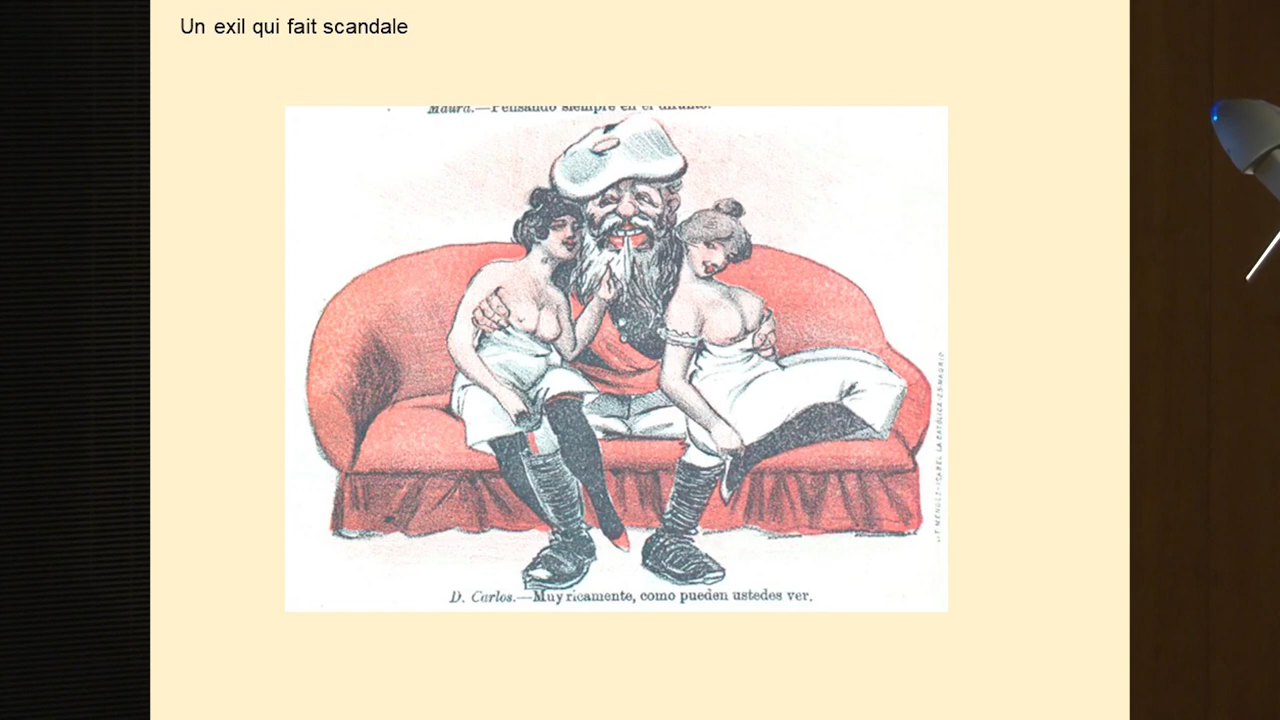 Un exil qui fait scandale
Maura.—Pensando siempre en el difunto.
D. Carlos.—Muy ricamente, como pueden ustedes ver.